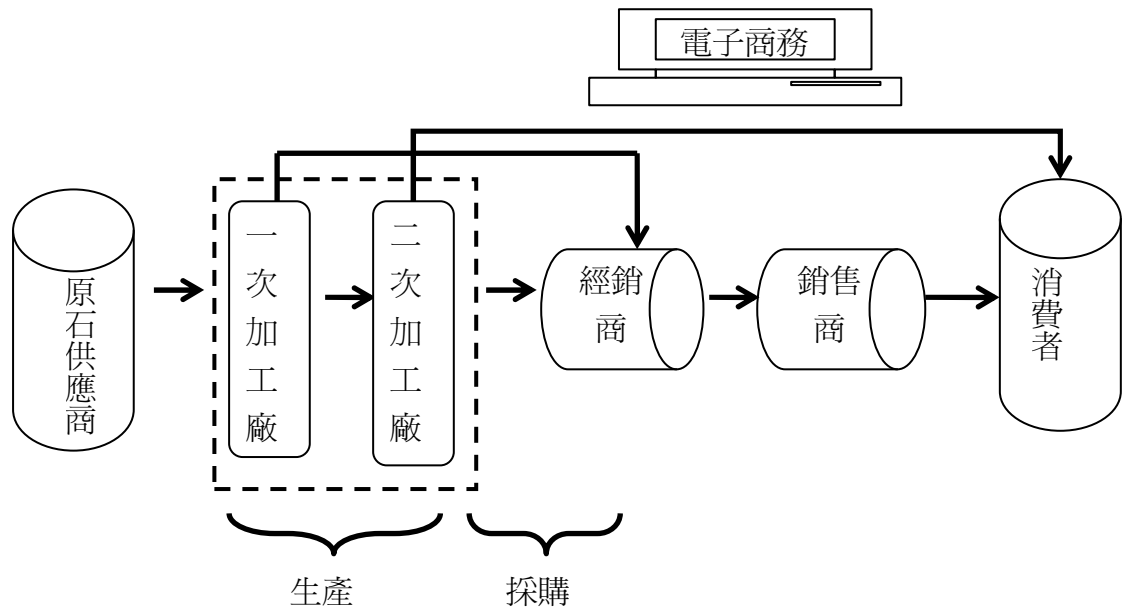 電子商務
原石供應商
一次加工廠
二次加工廠
經銷
商
銷售
商
消費者
生產
採購